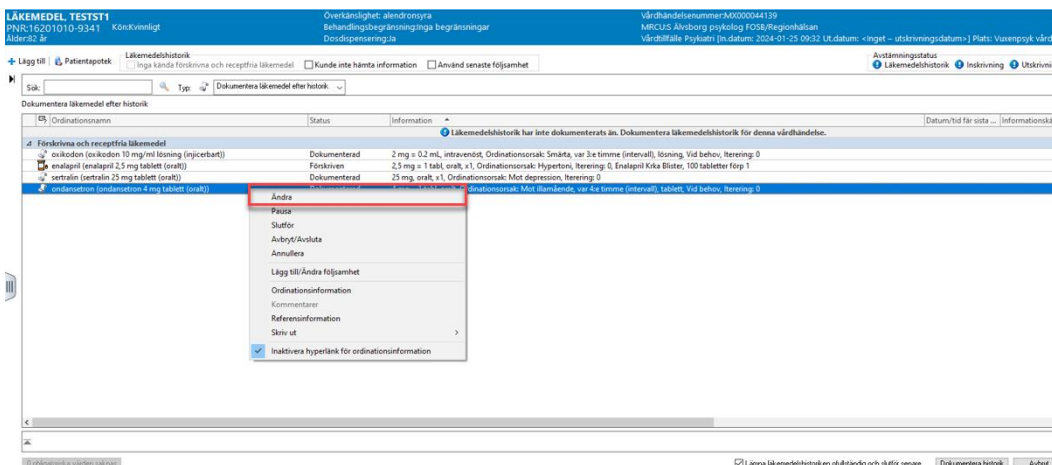 LÄKEMEDEL, TESTST1
PNR:16201010-9341 Kön:Kvinnligt
Ålder:82 år
Överkänslighet: alendronsyra
Behandlingsbegränsning:Inga begränsningar
Dosdispensering:Ja
Vårdhändelsenummer:MX000044139
MRCU:S Älvsborg psykolog FOSB/Regionhälsan
Vårdtillfälle Psykiatri [In.datum: 2024-01-25 09:32 Ut.datum: <Inget - utskrivningsdatum>] Plats: Vuxenpsyk vård
Lägg till Patientapotek
Läkemedelshistorik
Inga kända förskrivna och receptfria läkemedel Kunde inte hämta information Använd senaste följsamhet
Avstämningsstatus
Läkemedelshistorik Inskrivning Utskrivni
Sök: Typ: Dokumentera läkemedel efter historik
Dokumentera läkemedel efter historik
Ordinationsnamn Status Information Datum/tid får sista ... Informationskä
Läkemedelshistorik har inte dokumenterats än. Dokumentera läkemedelshistorik för denna vårdhändelse.
Förskrivna och receptfria läkemedel
oxikodon (oxikodon 10 mg/ml lösning (injicerbart)) Dokumenterad 2 mg = 0.2 mL, intravenöst, Ordinationsorsak: Smärta, var 3:e timme (intervall), lösning, Vid behov, Iterering: 0
enalapril (enalapril 2,5 mg tablett (oralt)) Förskriven 2,5 mg = 1 tabl, oralt, x1, Ordinationsorsak: Hypertoni, Iterering: 0, Enalapril Krka Blister, 100 tabletter förp 1
sertralin (sertralin 25 mg tablett (oralt)) Dokumenterad 25 mg, oralt, x1, Ordinationsorsak: Mot depression, Iterering: 0
ondansetron (ondansetron 4 mg tablett (oralt)) Ordinationsorsak: Mot illamående, var 4:e timme (intervall), tablett, Vid behov, Iterering: 0
Ändra
Pausa
Slutför
Avbryt/Avsluta
Annullera
Lägg till/Ändra följsamhet
Ordinationsinformation
Kommentarer
Referensinformation
Skriv ut
Inaktivera hyperlänk för ordinationsinformation
0 obligatoriska värden saknas
Lämna läkemedelshistoriken ofullständig och slutför senare Dokumentera historik Avbryt